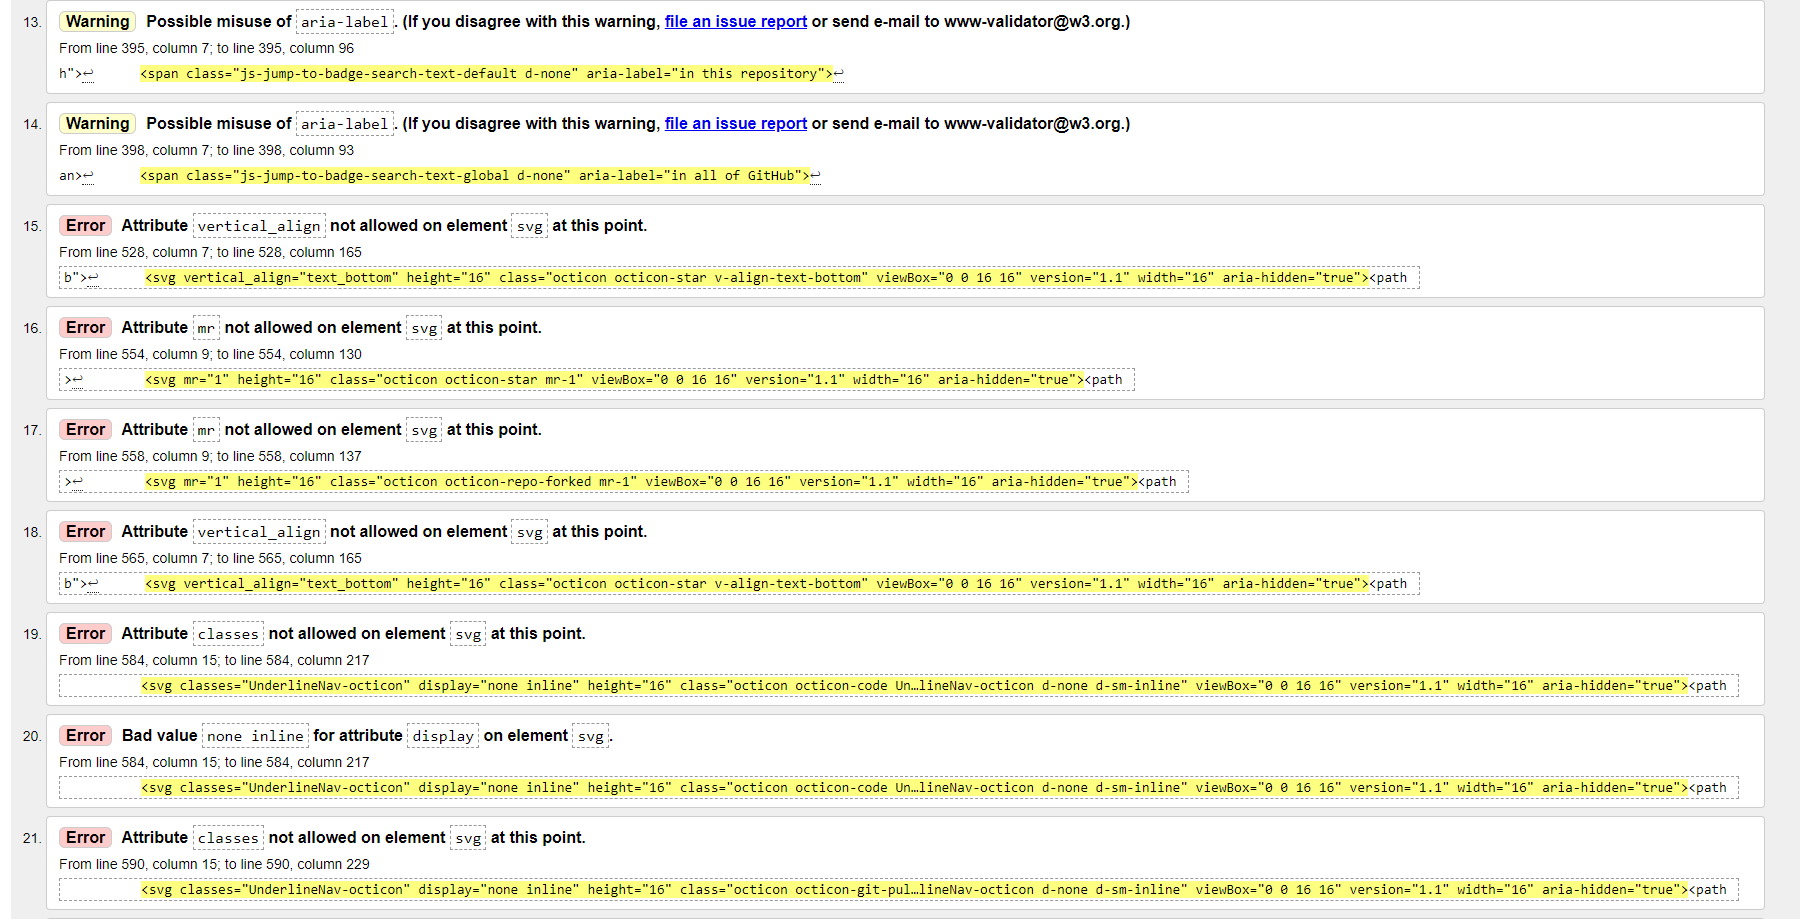 13. Warning Possible misuse of aria-label. (If you disagree with this warning, file an issue report or send e-mail to www-validator@w3.org.)
From line 395, column 7; to line 395, column 96
h">↩ <span class="js-jump-to-badge-search-text-default d-none" aria-label="in this repository">↩
14. Warning Possible misuse of aria-label. (If you disagree with this warning, file an issue report or send e-mail to www-validator@w3.org.)
From line 398, column 7; to line 398, column 93
an>↩ <span class="js-jump-to-badge-search-text-global d-none" aria-label="in all of GitHub">↩
15. Error Attribute vertical_align not allowed on element svg at this point.
From line 528, column 7; to line 528, column 165
b">↩ <svg vertical_align="text_bottom" height="16" class="octicon octicon-star v-align-text-bottom" viewBox="0 0 16 16" version="1.1" width="16" aria-hidden="true"><path
16. Error Attribute mr not allowed on element svg at this point.
From line 554, column 9; to line 554, column 130
>↩ <svg mr="1" height="16" class="octicon octicon-star mr-1" viewBox="0 0 16 16" version="1.1" width="16" aria-hidden="true"><path
17. Error Attribute mr not allowed on element svg at this point.
From line 558, column 9; to line 558, column 137
>↩ <svg mr="1" height="16" class="octicon octicon-repo-forked mr-1" viewBox="0 0 16 16" version="1.1" width="16" aria-hidden="true"><path
18. Error Attribute vertical_align not allowed on element svg at this point.
From line 565, column 7; to line 565, column 165
b">↩ <svg vertical_align="text_bottom" height="16" class="octicon octicon-star v-align-text-bottom" viewBox="0 0 16 16" version="1.1" width="16" aria-hidden="true"><path
19. Error Attribute classes not allowed on element svg at this point.
From line 584, column 15; to line 584, column 217
<svg classes="UnderlineNav-octicon" display="none inline" height="16" class="octicon octicon-code Un…lineNav-octicon d-none d-sm-inline" viewBox="0 0 16 16" version="1.1" width="16" aria-hidden="true"><path
20. Error Bad value none inline for attribute display on element svg.
From line 584, column 15; to line 584, column 217
<svg classes="UnderlineNav-octicon" display="none inline" height="16" class="octicon octicon-code Un…lineNav-octicon d-none d-sm-inline" viewBox="0 0 16 16" version="1.1" width="16" aria-hidden="true"><path
21. Error Attribute classes not allowed on element svg at this point.
From line 590, column 15; to line 590, column 229
<svg classes="UnderlineNav-octicon" display="none inline" height="16" class="octicon octicon-git-pul…lineNav-octicon d-none d-sm-inline" viewBox="0 0 16 16" version="1.1" width="16" aria-hidden="true"><path